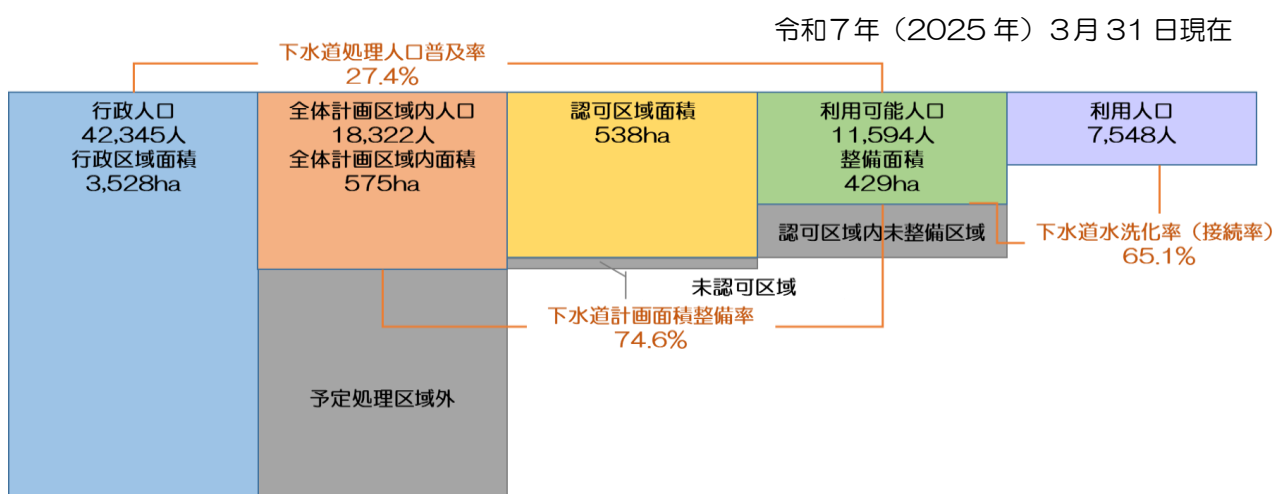 令和7年（2025年）3月31日現在
下水道処理人口普及率
27.4%
行政人口
42,345人
行政区域面積
3,528ha
全体計画区域内人口
18,322人
全体計画区域内面積
575ha
認可区域面積
538ha
利用可能人口
11,594人
整備面積
429ha
利用人口
7,548人
認可区域内未整備区域
下水道水洗化率（接続率）
65.1%
未認可区域
下水道計画面積整備率
74.6%
予定処理区域外